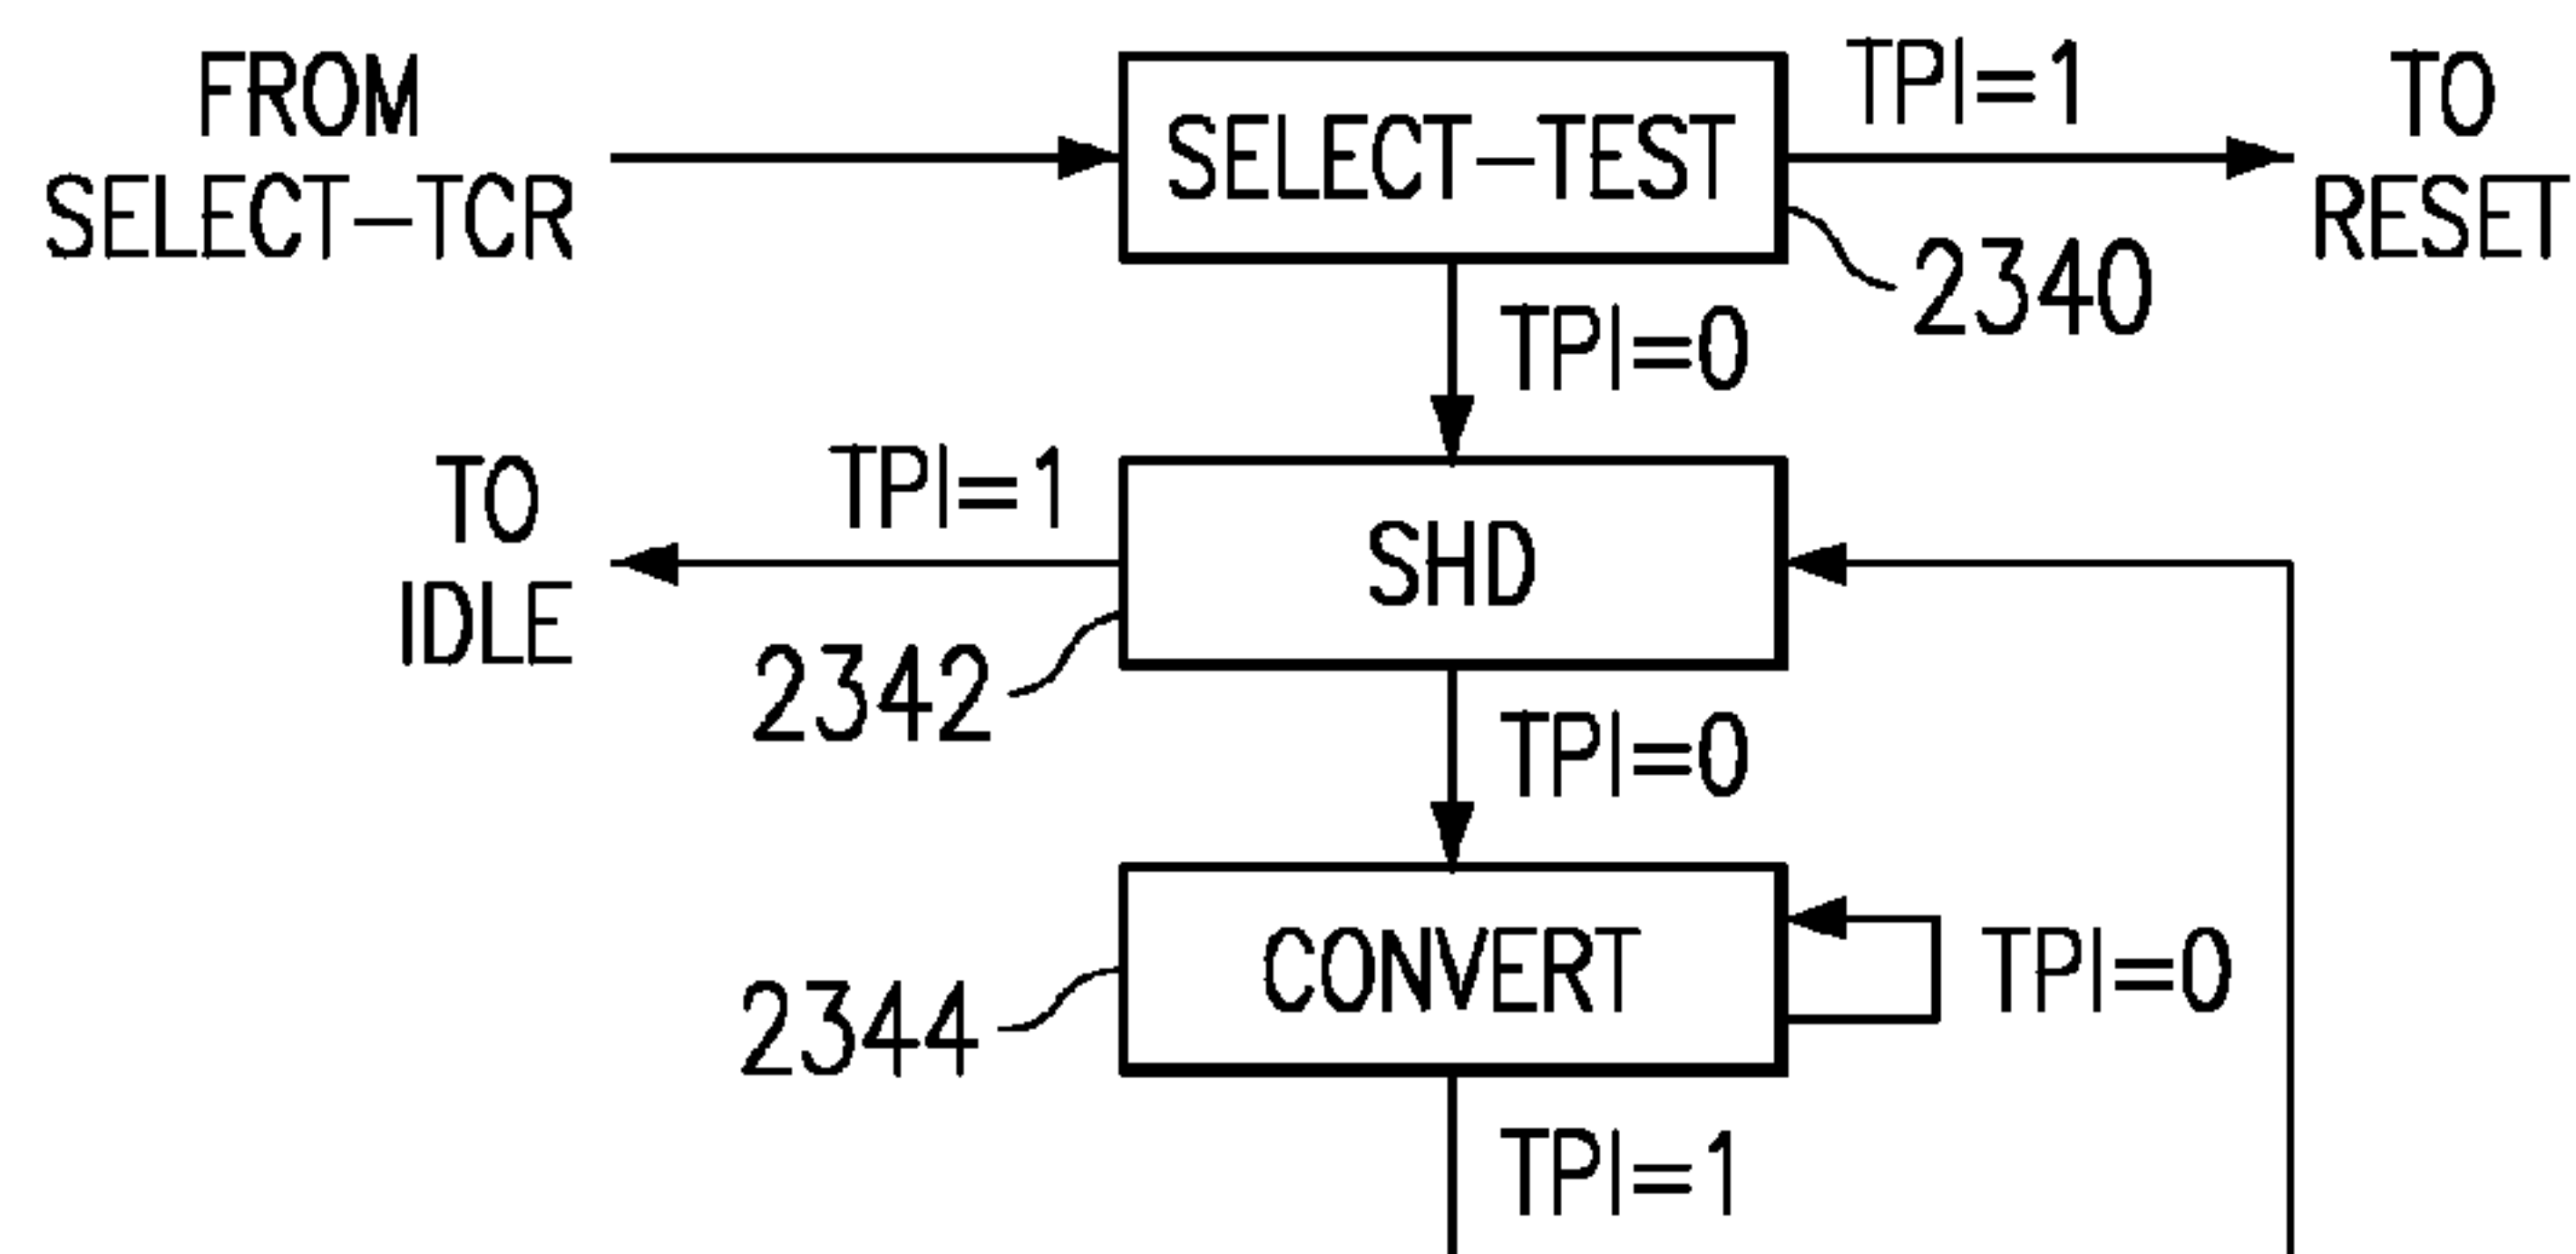 FROM
SELECT-TCR
SELECT-TEST
TPI=1
TO
RESET
2340
TPI=0
TO
IDLE
TPI=1
SHD
2342
TPI=0
CONVERT
TPI=0
2344
TPI=1